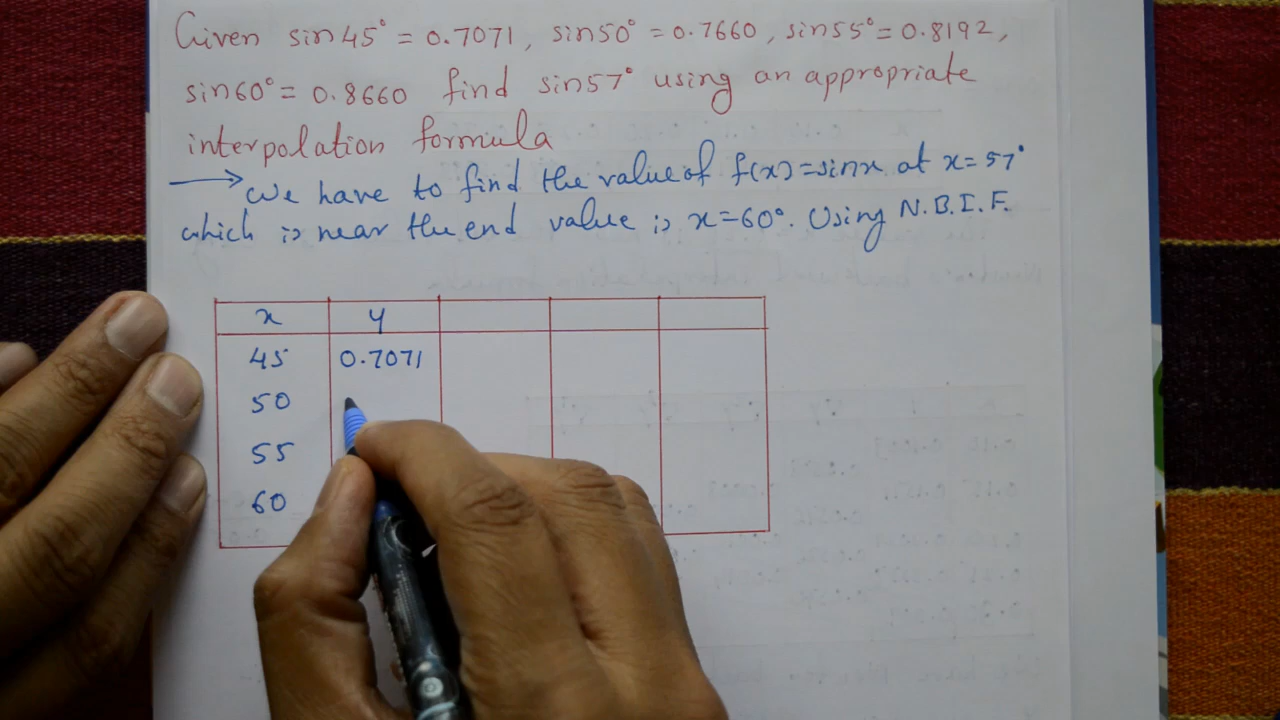 Given sin45° = 0.7071, sin50° = 0.7660, sin55° = 0.8192,
sin60° = 0.8660 find sin57° using an appropriate
interpolation formula
→ We have to find the value of f(x)=sinx at x=57°
which is near the end value is x=60°. Using N.B.I.F.
x y
45 0.7071
50
55
60